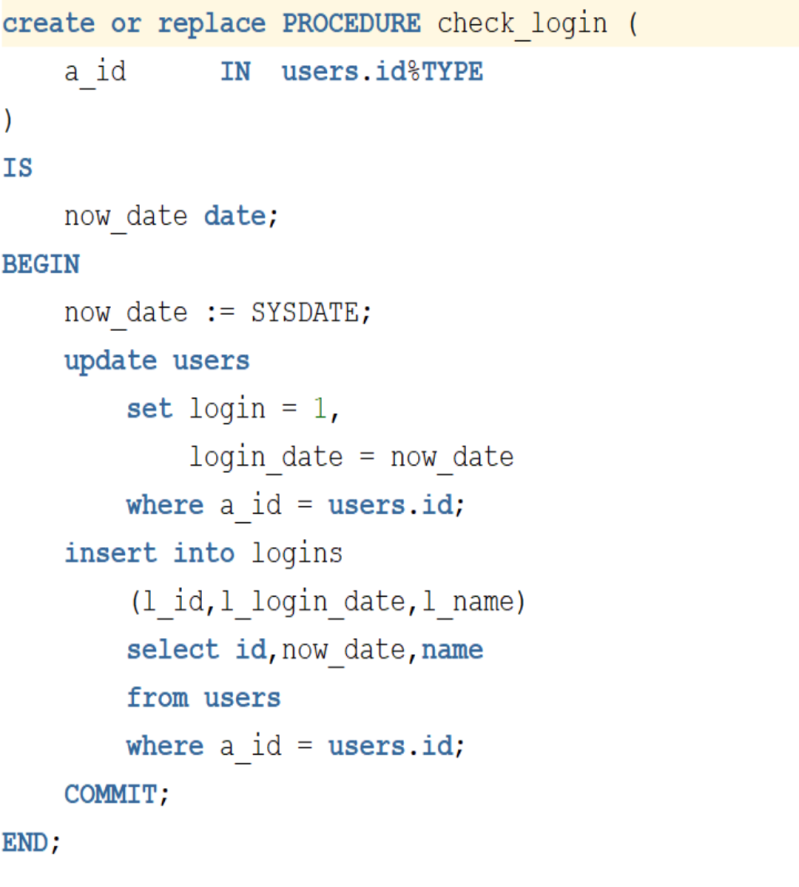 create or replace PROCEDURE check_login (
    a_id      IN  users.id%TYPE
)
IS
    now_date date;
BEGIN
    now_date := SYSDATE;
    update users
        set login = 1,
            login_date = now_date
        where a_id = users.id;
    insert into logins
        (l_id,l_login_date,l_name)
        select id,now_date,name
        from users
        where a_id = users.id;
    COMMIT;
END;